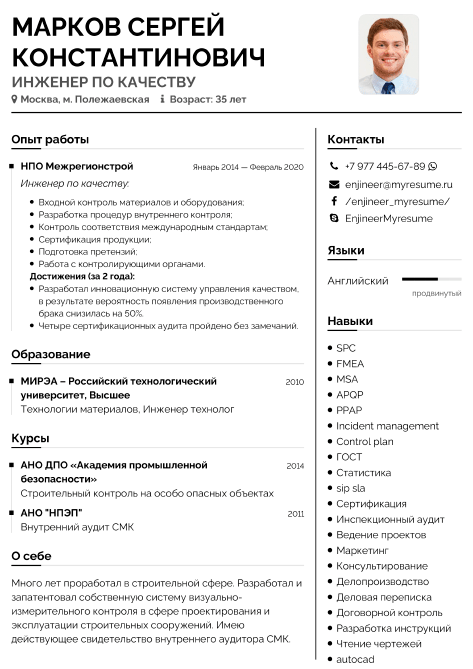 МАРКОВ СЕРГЕЙ
КОНСТАНТИНОВИЧ
ИНЖЕНЕР ПО КАЧЕСТВУ
Москва, м. Полежаевская Возраст: 35 лет
Опыт работы
НПО Межрегионстрой Январь 2014 — Февраль 2020
Инженер по качеству:
Входной контроль материалов и оборудования;
Разработка процедур внутреннего контроля;
Контроль соответствия международным стандартам;
Сертификация продукции;
Подготовка претензий;
Работа с контролирующими органами.
Достижения (за 2 года):
Разработал инновационную систему управления качеством,
в результате вероятность появления производственного
брака снизилась на 50%.
Четыре сертификационных аудита пройдено без замечаний.
Образование
МИРЭА – Российский технологический 2010
университет, Высшее
Технологии материалов, Инженер технолог
Курсы
АНО ДПО «Академия промышленной 2014
безопасности»
Строительный контроль на особо опасных объектах
АНО "НПЭП" 2011
Внутренний аудит СМК
О себе
Много лет проработал в строительной сфере. Разработал и
запатентовал собственную систему визуально-
измерительного контроля в сфере проектирования и
эксплуатации строительных сооружений. Имею
действующее свидетельство внутреннего аудитора СМК.
Контакты
+7 977 445-67-89
enjineer@myresume.ru
/enjineer_myresume/
EnjineerMyresume
Языки
Английский
продвинутый
Навыки
SPC
FMEA
MSA
APQP
PPAP
Incident management
Control plan
ГОСТ
Статистика
sip sla
Сертификация
Инспекционный аудит
Ведение проектов
Маркетинг
Консультирование
Делопроизводство
Деловая переписка
Договорной контроль
Разработка инструкций
Чтение чертежей
autocad